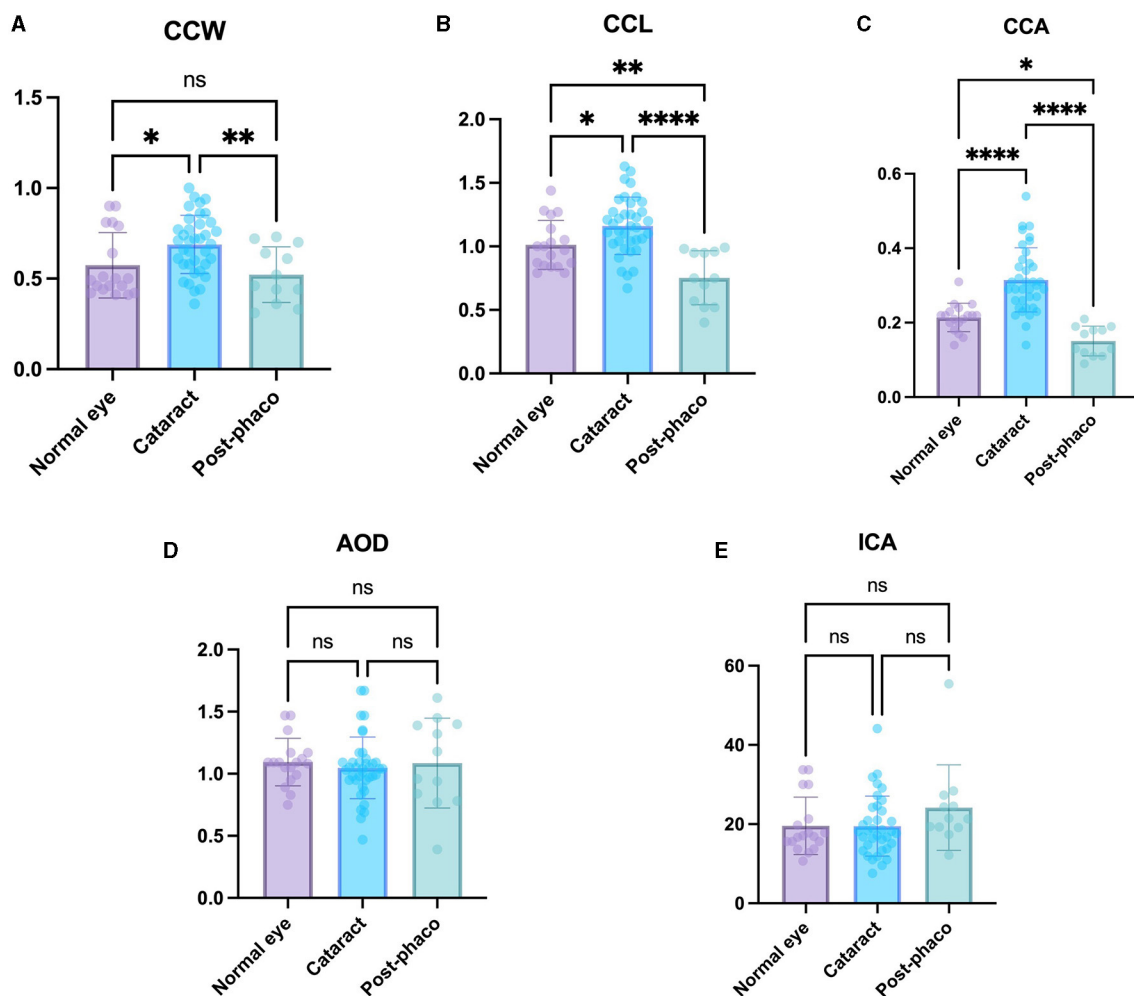 A
CCW
ns
* **
1.5
1.0
0.5
0.0
Normal eye
Cataract
Post-phaco
B
CCL
**
* ****
2.0
1.5
1.0
0.5
0.0
Normal eye
Cataract
Post-phaco
C
CCA
*
****
****
0.6
0.4
0.2
0.0
Normal eye
Cataract
Post-phaco
D
AOD
ns
ns ns
2.0
1.5
1.0
0.5
0.0
Normal eye
Cataract
Post-phaco
E
ICA
ns
ns ns
60
40
20
0
Normal eye
Cataract
Post-phaco